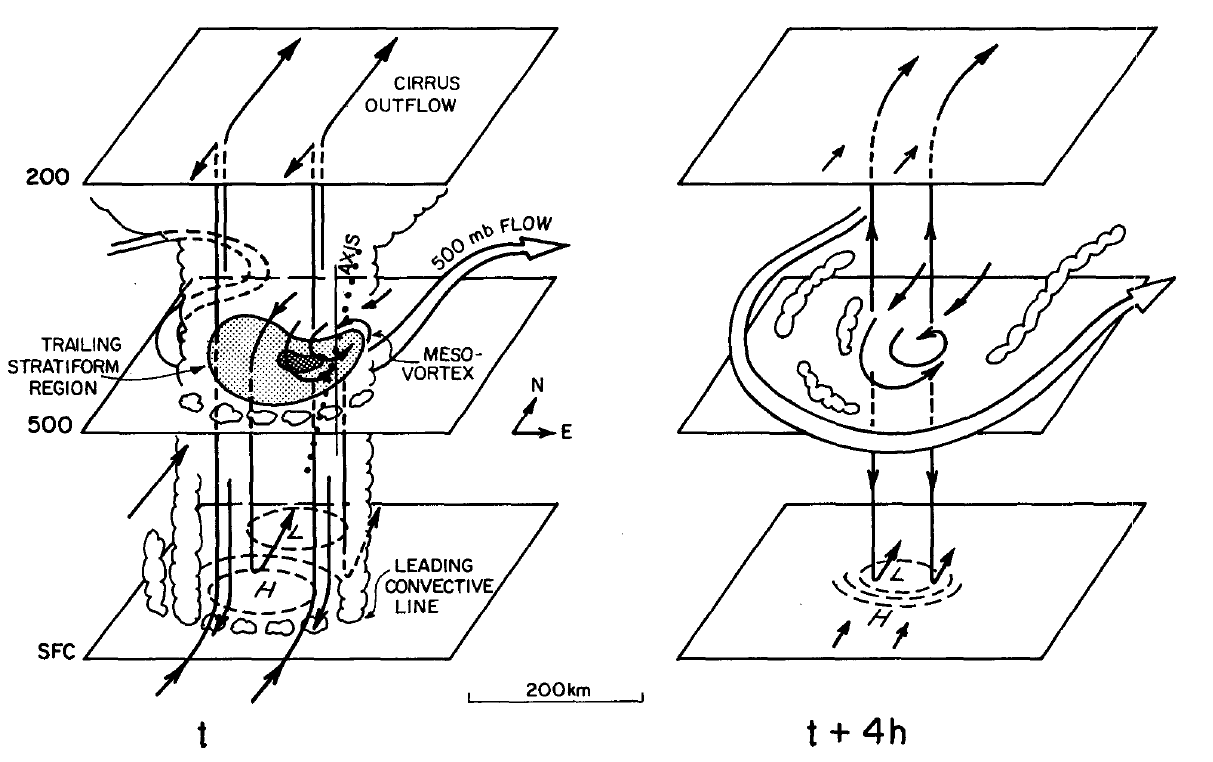 CIRRUS
OUTFLOW
200
AXIS
500 mb FLOW
TRAILING
STRATIFORM
REGION
MESO-
VORTEX
N
E
500
L
H
LEADING
CONVECTIVE
LINE
SFC
L
H
200km
t
t + 4h